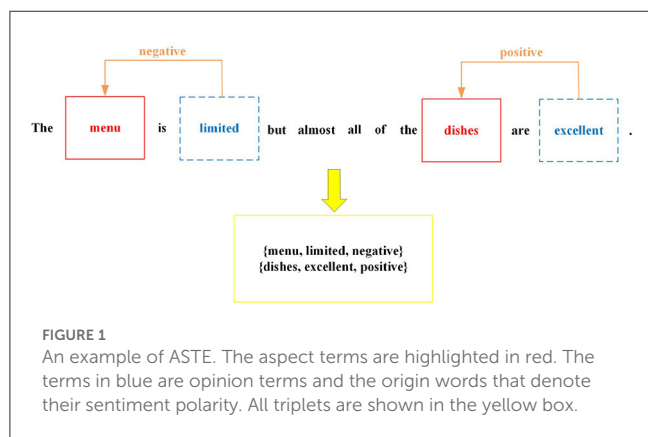 negative positive
The menu is limited but almost all of the dishes are excellent .
{menu, limited, negative}
{dishes, excellent, positive}
FIGURE 1
An example of ASTE. The aspect terms are highlighted in red. The
terms in blue are opinion terms and the origin words that denote
their sentiment polarity. All triplets are shown in the yellow box.